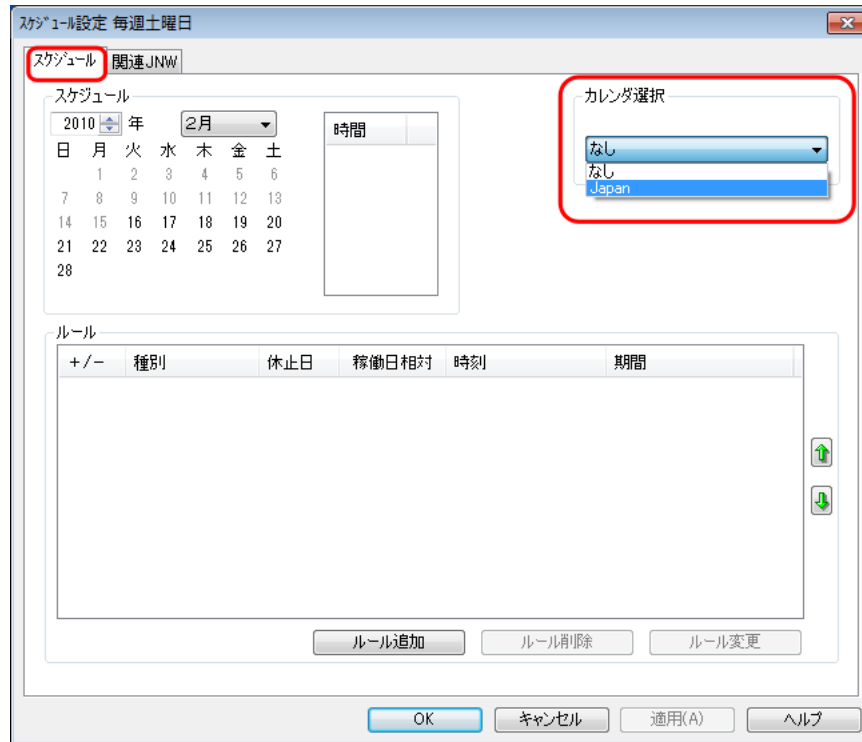 スケジュール設定 毎週土曜日
スケジュール 関連JNW
スケジュール
2010 年 2月
日 月 火 水 木 金 土
1 2 3 4 5 6
7 8 9 10 11 12 13
14 15 16 17 18 19 20
21 22 23 24 25 26 27
28
時間
カレンダ選択
なし
なし
Japan
ルール
+/- 種別 休止日 稼働日相対 時刻 期間
ルール追加 ルール削除 ルール変更
OK キャンセル 適用(A) ヘルプ